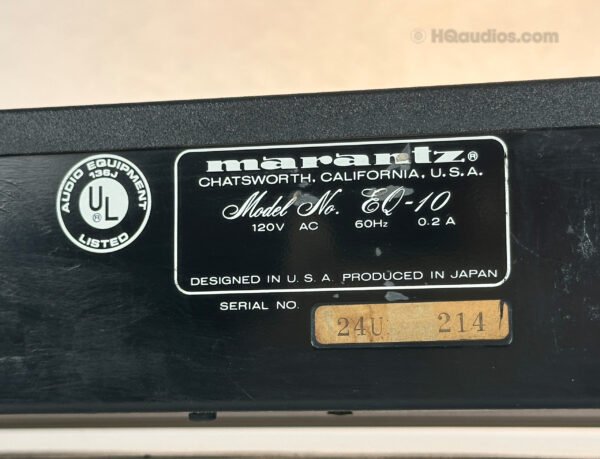 © HQaudios.com
marantz®
CHATSWORTH, CALIFORNIA, U.S.A.
Model No. EQ-10
120V AC 60Hz 0.2 A
DESIGNED IN U.S.A. PRODUCED IN JAPAN
SERIAL NO. 24U 214
AUDIO EQUIPMENT
136J
UL
®
LISTED